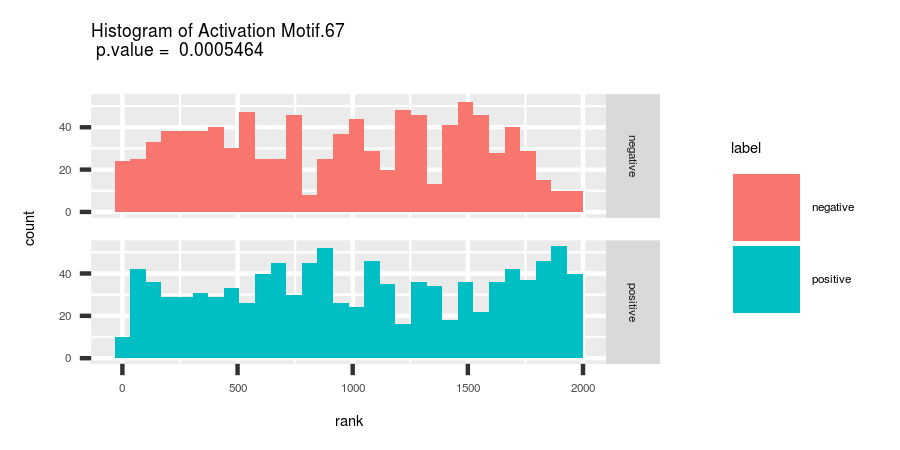 Histogram of Activation Motif.67
p.value = 0.0005464
count
40
20
0
negative
40
20
0
positive
0 500 1000 1500 2000
rank
label
negative
positive